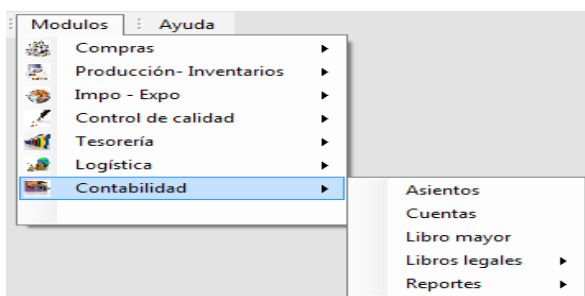 Modulos Ayuda
Compras
Producción- Inventarios
Impo - Expo
Control de calidad
Tesorería
Logística
Contabilidad
Asientos
Cuentas
Libro mayor
Libros legales
Reportes